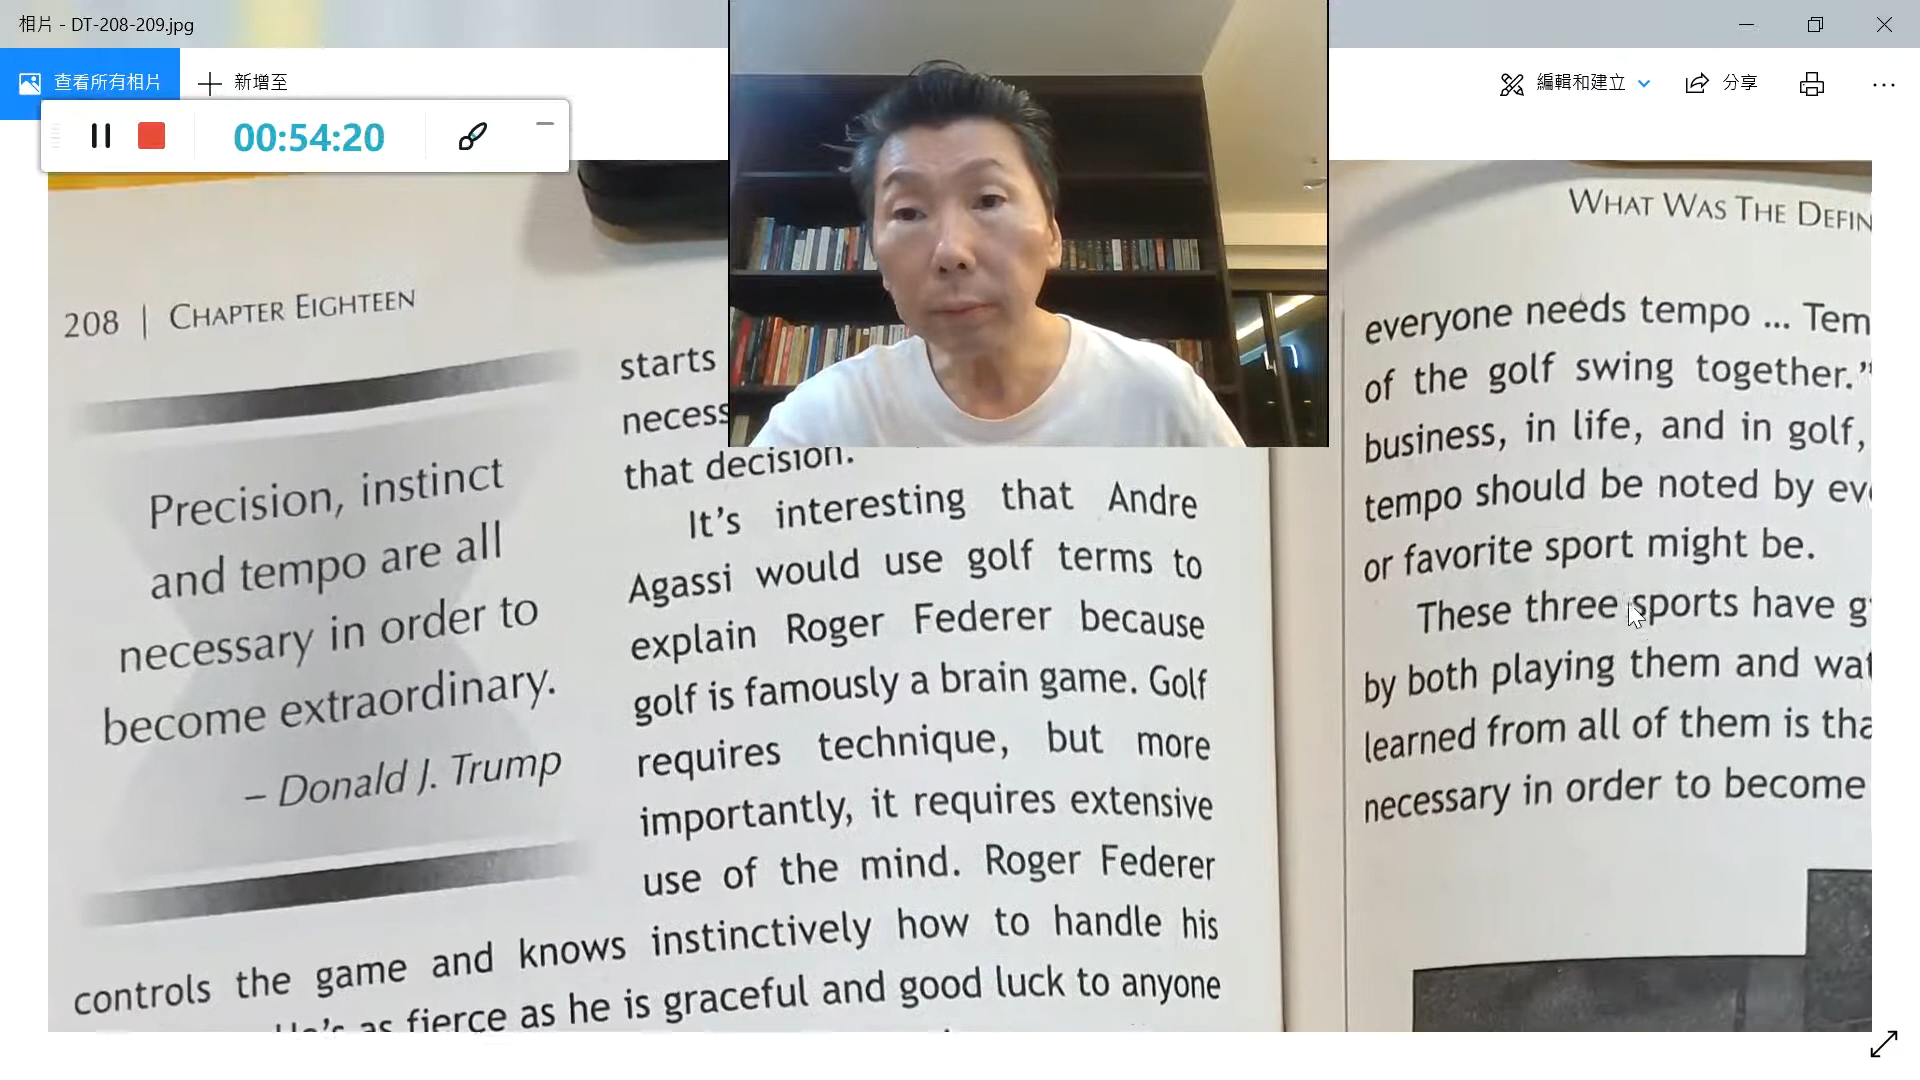 相片 - DT-208-209.jpg
查看所有相片
新增至
編輯和建立
分享
00:54:20
208 | CHAPTER EIGHTEEN
Precision, instinct
and tempo are all
necessary in order to
become extraordinary.
– Donald J. Trump
starts
that decision.
It’s interesting that Andre
Agassi would use golf terms to
explain Roger Federer because
golf is famously a brain game. Golf
requires technique, but more
importantly, it requires extensive
use of the mind. Roger Federer
controls the game and knows instinctively how to handle his
He’s as fierce as he is graceful and good luck to anyone
WHAT WAS THE DEFIN
everyone needs tempo ... Tem
of the golf swing together.”
business, in life, and in golf,
tempo should be noted by ev
or favorite sport might be.
These three sports have g
by both playing them and wat
learned from all of them is tha
necessary in order to become